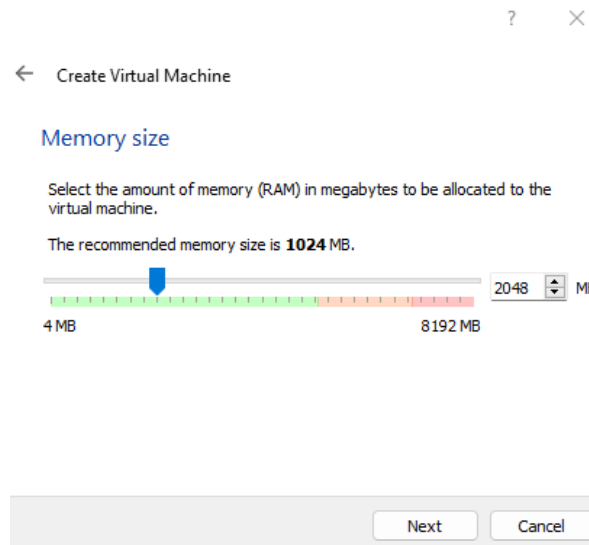 ?
Create Virtual Machine
Memory size
Select the amount of memory (RAM) in megabytes to be allocated to the
virtual machine.
The recommended memory size is 1024 MB.
2048
4 MB 8192 MB
Next Cancel